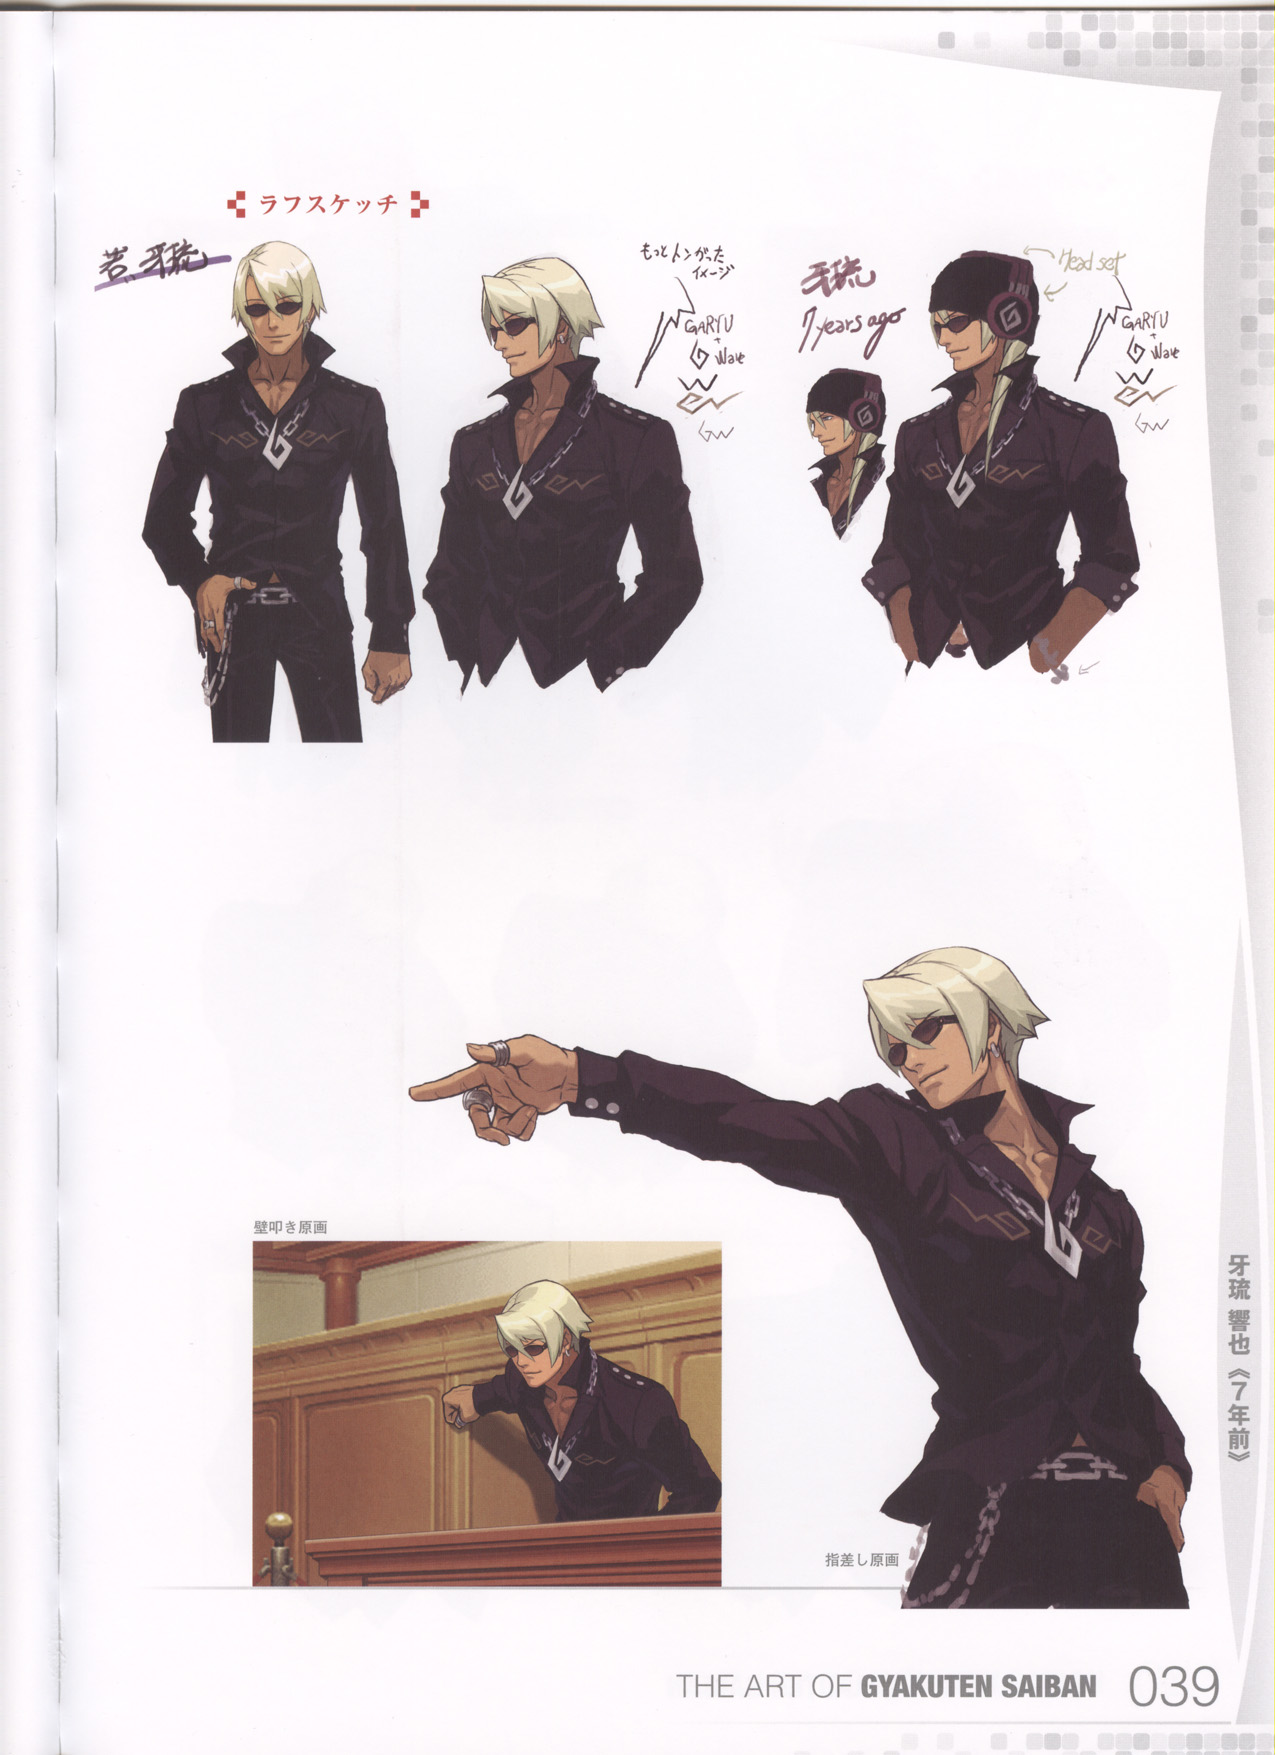 ラフスケッチ
若、牙琉
もっとトンがった
イメージ
GARYU
+
G Wave
W
GW
牙琉
7years ago
Head set
GARYU
+
G Wave
W
GW
壁叩き原画
指差し原画
牙琉 響也《7年前》
THE ART OF GYAKUTEN SAIBAN 039